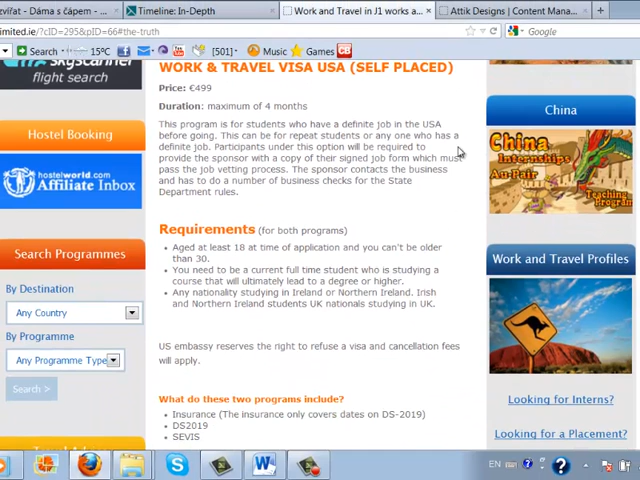 zvířat - Dáma s čápem...
Timeline: In-Depth
Work and Travel in J1 works a...
Attik Designs | Content Mana...
imited.ie/?cID=295&pID=66#the-truth
Google
Search
15°C
[501]
Music
Games
CB
skyscanner
flight search
Hostel Booking
hostelworld.com
Affiliate Inbox
Search Programmes
By Destination
Any Country
By Programme
Any Programme Type
Search >
WORK & TRAVEL VISA USA (SELF PLACED)
Price: €499
Duration: maximum of 4 months
This program is for students who have a definite job in the USA
before going. This can be for repeat students or any one who has a
definite job. Participants under this option will be required to
provide the sponsor with a copy of their signed job form which must
pass the job vetting process. The sponsor contacts the business
and has to do a number of business checks for the State
Department rules.
Requirements (for both programs)
Aged at least 18 at time of application and you can't be older
than 30.
You need to be a current full time student who is studying a
course that will ultimately lead to a degree or higher.
Any nationality studying in Ireland or Northern Ireland. Irish
and Northern Ireland students UK nationals studying in UK.
US embassy reserves the right to refuse a visa and cancellation fees
will apply.
What do these two programs include?
Insurance (The insurance only covers dates on DS-2019)
DS2019
SEVIS
China
China
Internships
Au-Pair
Teaching
Program
Work and Travel Profiles
Looking for Interns?
Looking for a Placement?
EN